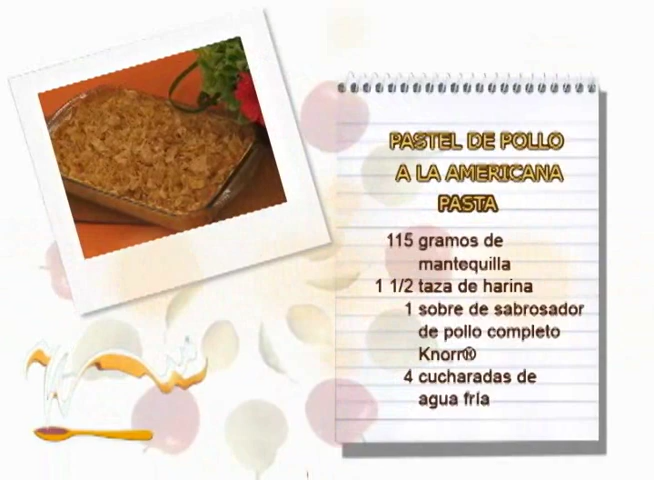 PASTEL DE POLLO
A LA AMERICANA
PASTA
115 gramos de
mantequilla
1 1/2 taza de harina
1 sobre de sabrosador
de pollo completo
Knorr®
4 cucharadas de
agua fría